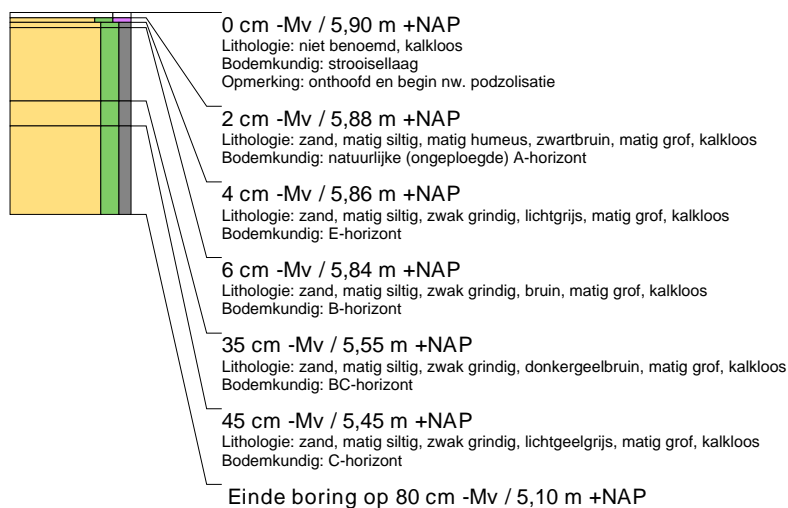 0 cm -Mv / 5,90 m +NAP
Lithologie: niet benoemd, kalkloos
Bodemkundig: strooisellaag
Opmerking: onthoofd en begin nw. podzolisatie
2 cm -Mv / 5,88 m +NAP
Lithologie: zand, matig siltig, matig humeus, zwartbruin, matig grof, kalkloos
Bodemkundig: natuurlijke (ongeploegde) A-horizont
4 cm -Mv / 5,86 m +NAP
Lithologie: zand, matig siltig, zwak grindig, lichtgrijs, matig grof, kalkloos
Bodemkundig: E-horizont
6 cm -Mv / 5,84 m +NAP
Lithologie: zand, matig siltig, zwak grindig, bruin, matig grof, kalkloos
Bodemkundig: B-horizont
35 cm -Mv / 5,55 m +NAP
Lithologie: zand, matig siltig, zwak grindig, donkergeelbruin, matig grof, kalkloos
Bodemkundig: BC-horizont
45 cm -Mv / 5,45 m +NAP
Lithologie: zand, matig siltig, zwak grindig, lichtgeelgrijs, matig grof, kalkloos
Bodemkundig: C-horizont
Einde boring op 80 cm -Mv / 5,10 m +NAP